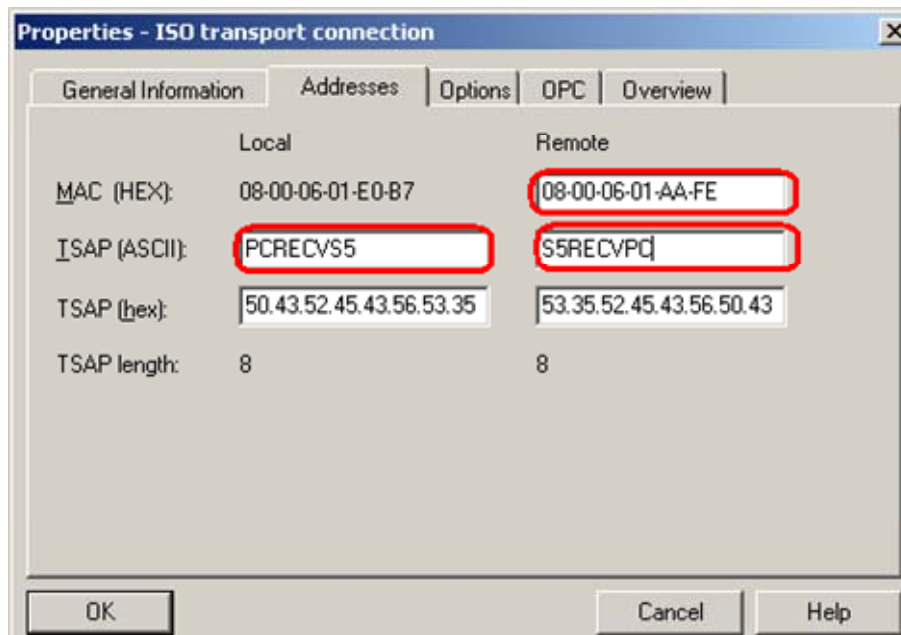 Properties - ISO transport connection
General Information Addresses Options OPC Overview
Local Remote
MAC (HEX): 08-00-06-01-E0-B7 08-00-06-01-AA-FE
TSAP (ASCII): PCRECVS5 S5RECVPC
TSAP (hex): 50.43.52.45.43.56.53.35 53.35.52.45.43.56.50.43
TSAP length: 8 8
OK Cancel Help